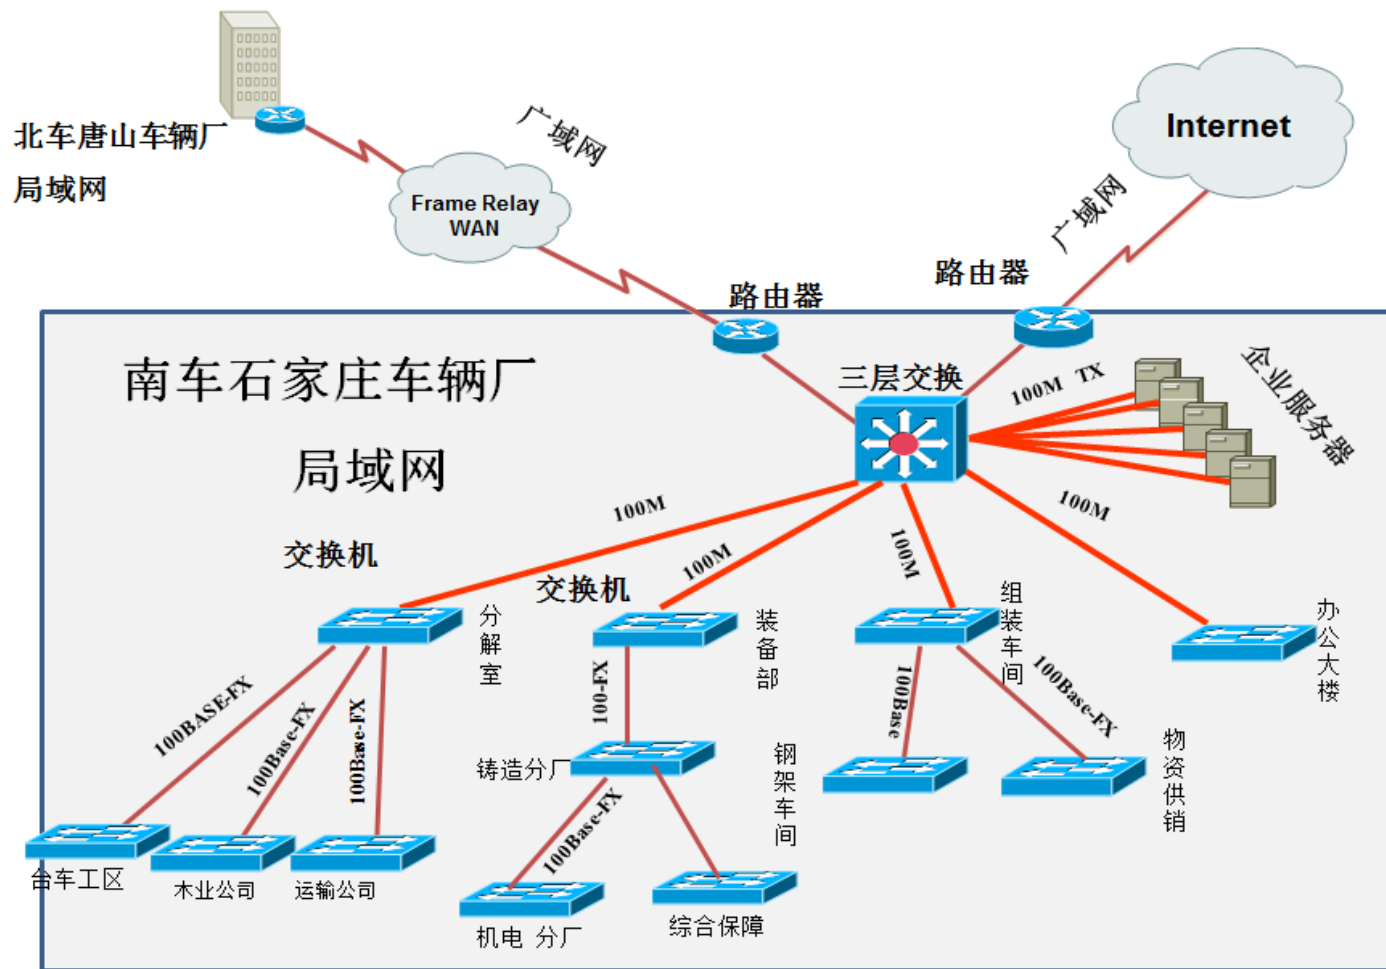 Internet
广域网
北车唐山车辆厂
局域网
Frame Relay
WAN
广域网
路由器
路由器
南车石家庄车辆厂
局域网
三层交换
100M TX
企业服务器
100M
100M
100M
100M
交换机
交换机
分解室
装备部
组装车间
办公大楼
100BASE-FX
100Base-FX
100Base-FX
100-FX
100Base
100Base-FX
铸造分厂
钢架车间
物资供销
100Base-FX
台车工区
木业公司
运输公司
机电 分厂
综合保障